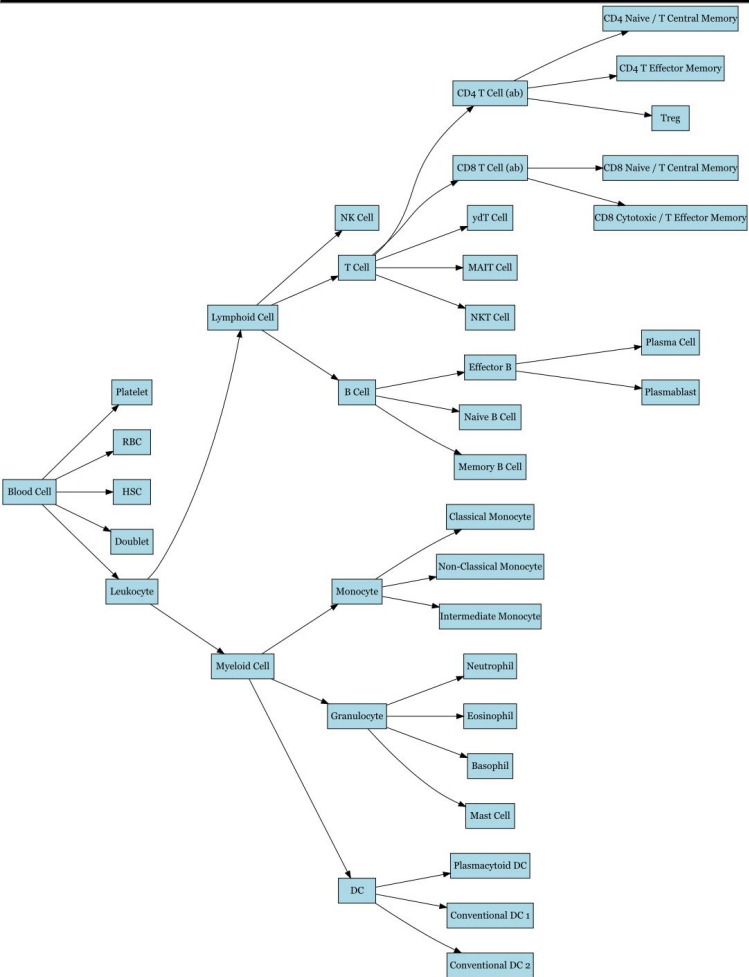 CD4 Naive / T Central Memory
CD4 T Effector Memory
CD4 T Cell (ab)
Treg
CD8 T Cell (ab)
CD8 Naive / T Central Memory
NK Cell
ydT Cell
CD8 Cytotoxic / T Effector Memory
T Cell
MAIT Cell
Lymphoid Cell
NKT Cell
Plasma Cell
Effector B
Platelet
B Cell
Plasmablast
Naive B Cell
RBC
Memory B Cell
Blood Cell
HSC
Classical Monocyte
Doublet
Non-Classical Monocyte
Leukocyte
Monocyte
Intermediate Monocyte
Myeloid Cell
Neutrophil
Granulocyte
Eosinophil
Basophil
Mast Cell
Plasmacytoid DC
DC
Conventional DC 1
Conventional DC 2